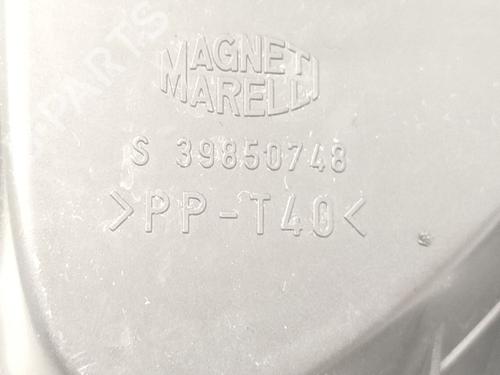 MAGNETI
MARELLI
S 39850748
>PP-T40<